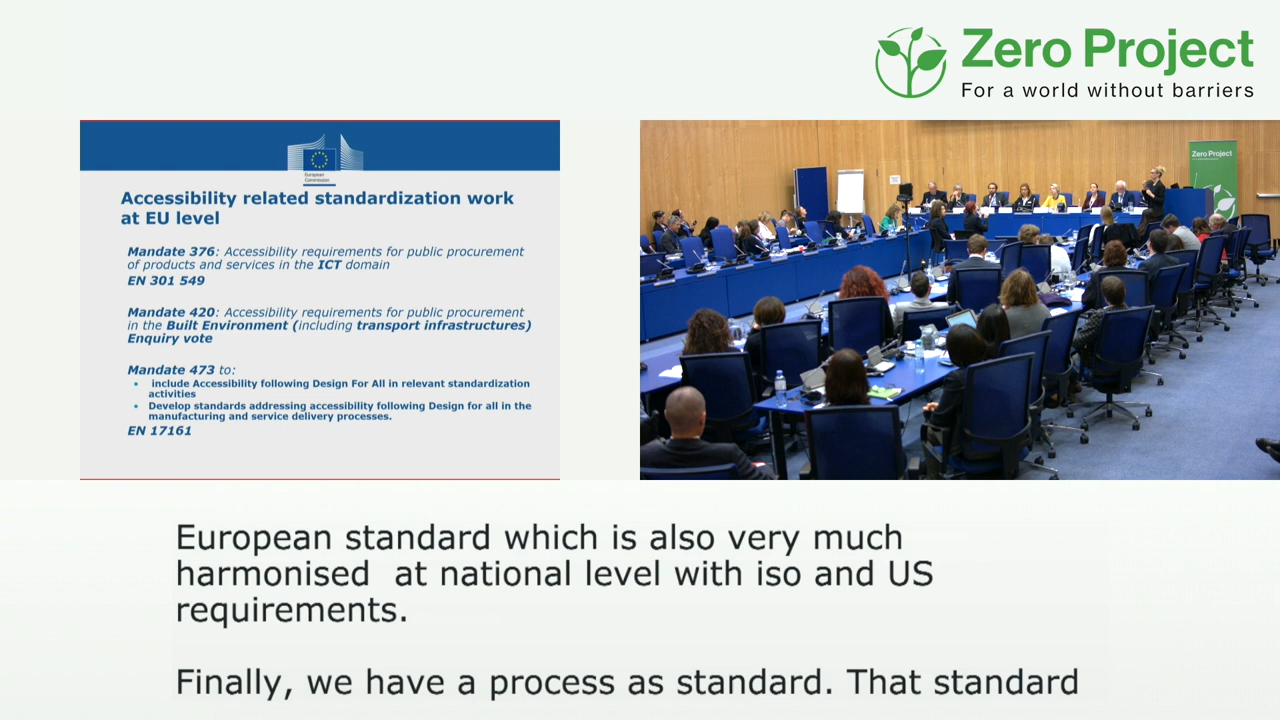 Zero Project
For a world without barriers
European
Commission
Accessibility related standardization work
at EU level
Mandate 376: Accessibility requirements for public procurement
of products and services in the ICT domain
EN 301 549
Mandate 420: Accessibility requirements for public procurement
in the Built Environment (including transport infrastructures)
Enquiry vote
Mandate 473 to:
• include Accessibility following Design For All in relevant standardization
activities
• Develop standards addressing accessibility following Design for all in the
manufacturing and service delivery processes.
EN 17161
Zero Project
European standard which is also very much
harmonised  at national level with iso and US
requirements.
Finally, we have a process as standard. That standard